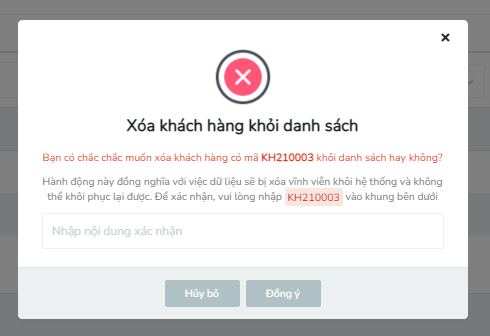 Xóa khách hàng khỏi danh sách
Bạn có chắc chắc muốn xóa khách hàng có mã KH210003 khỏi danh sách hay không?
Hành động này đồng nghĩa với việc dữ liệu sẽ bị xóa vĩnh viễn khỏi hệ thống và không
thể khôi phục lại được. Để xác nhận, vui lòng nhập KH210003 vào khung bên dưới
Nhập nội dung xác nhận
Hủy bỏ
Đồng ý